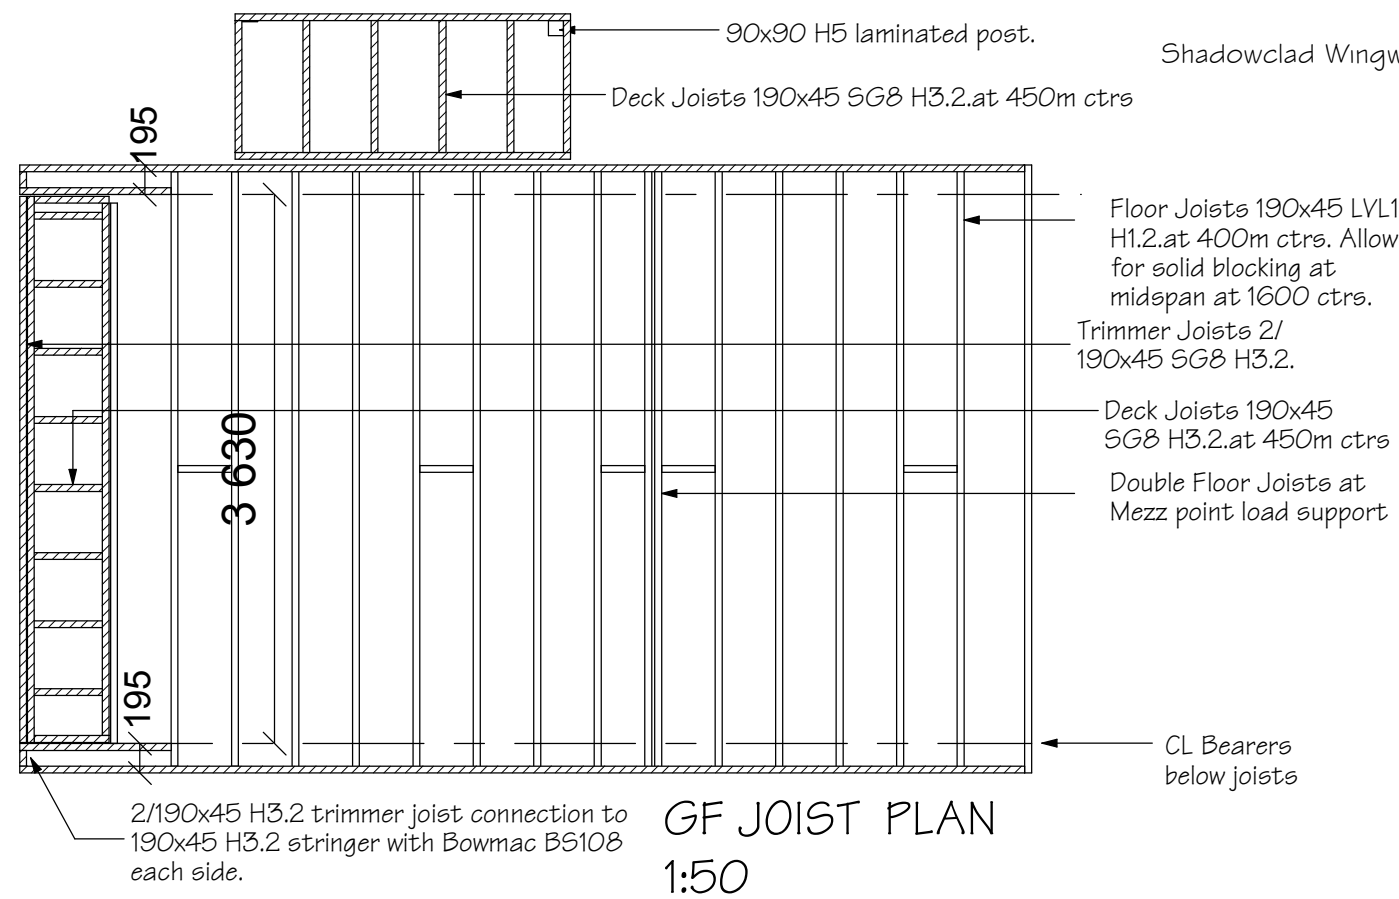 90x90 H5 laminated post.
Shadowclad
Deck Joists 190x45 SG8 H3.2.at 450m ctrs
195
Floor Joists 190x45 LVL1
H1.2.at 400m ctrs. Allow
for solid blocking at
midspan at 1600 ctrs.
Trimmer Joists 2/
190x45 SG8 H3.2.
Deck Joists 190x45
SG8 H3.2.at 450m ctrs
3 630
Double Floor Joists at
Mezz point load support
195
CL Bearers
below joists
2/190x45 H3.2 trimmer joist connection to
190x45 H3.2 stringer with Bowmac BS108
each side.
GF JOIST PLAN
1:50